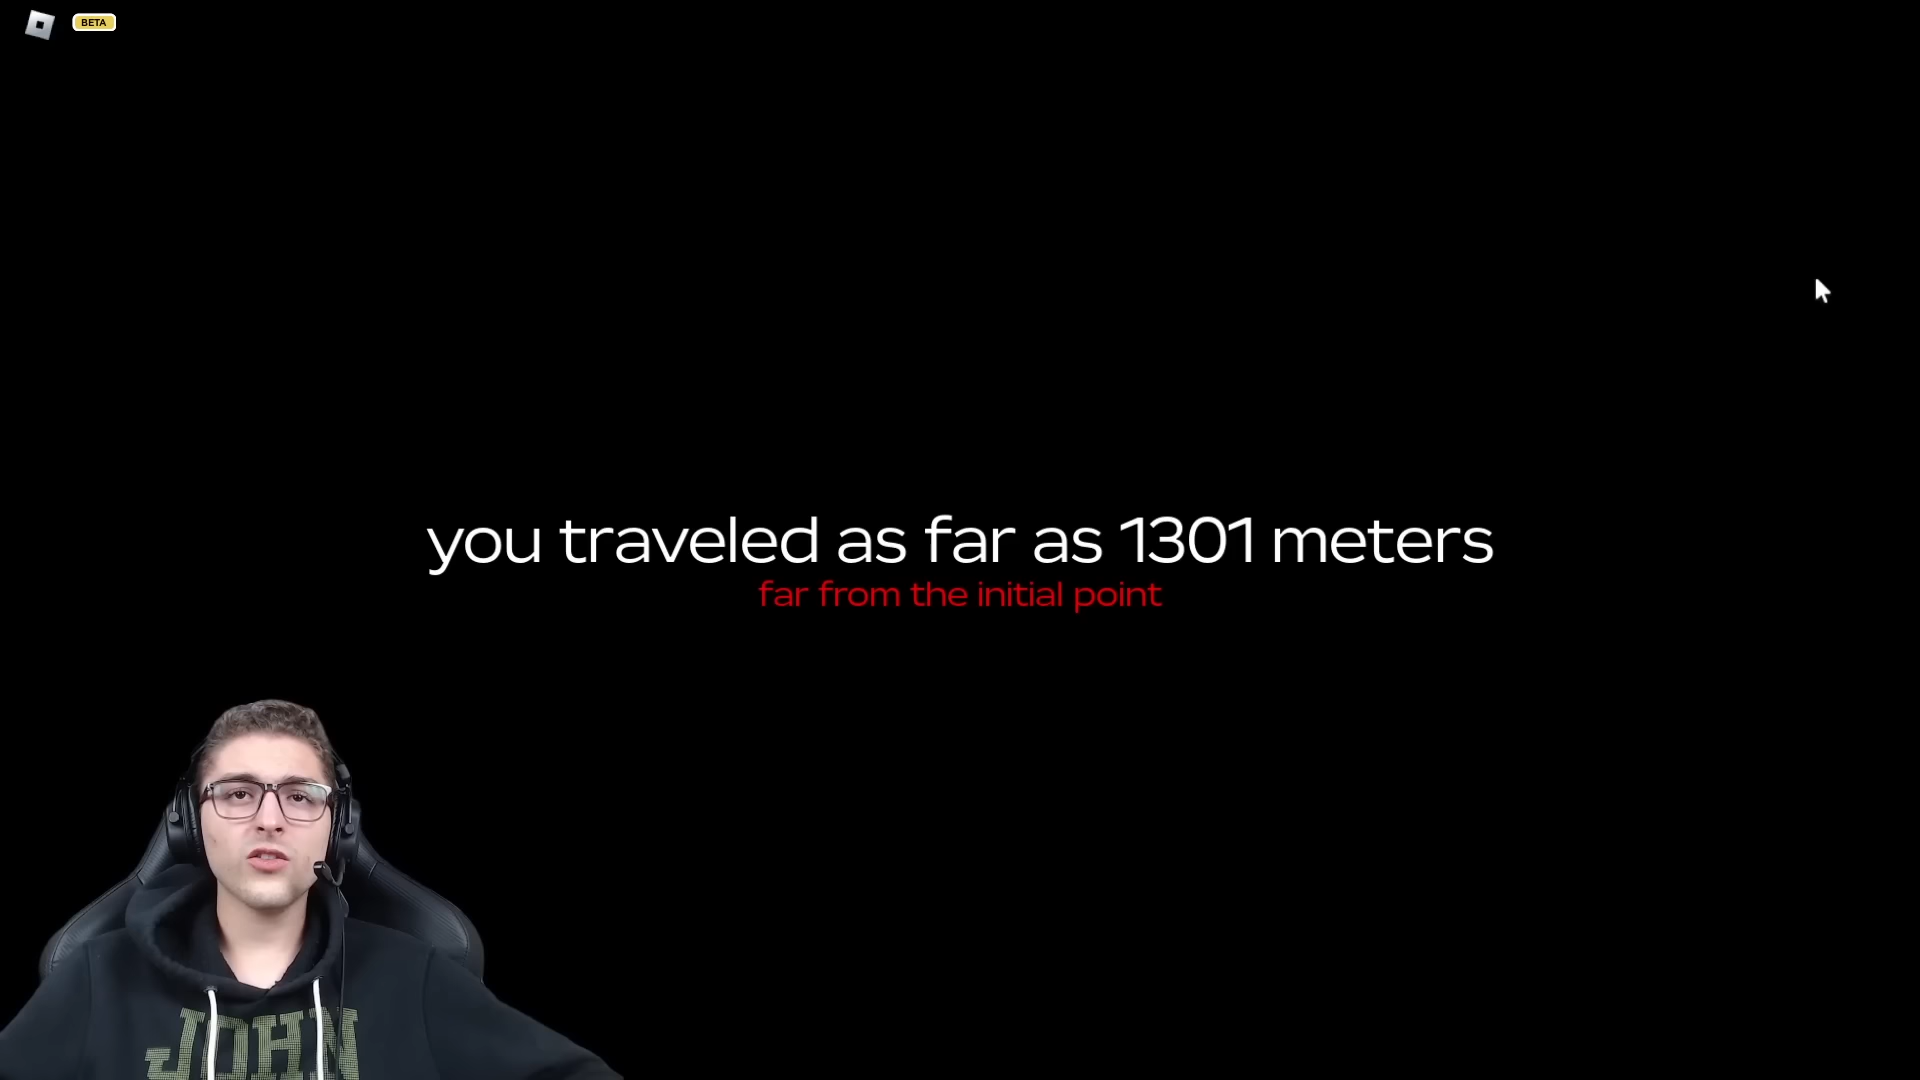 BETA
you traveled as far as 1301 meters
far from the initial point
JOHN